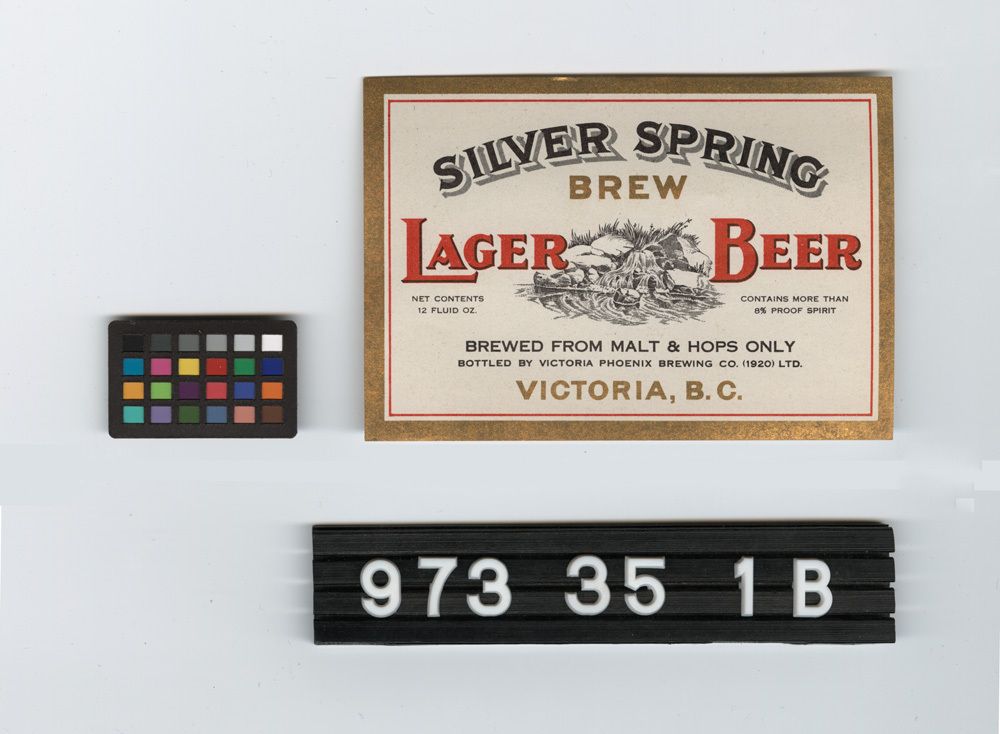 SILVER SPRING
BREW
LAGER BEER
NET CONTENTS
12 FLUID OZ.
CONTAINS MORE THAN
8% PROOF SPIRIT
BREWED FROM MALT & HOPS ONLY
BOTTLED BY VICTORIA PHOENIX BREWING CO. (1920) LTD.
VICTORIA, B.C.
973 35 1B